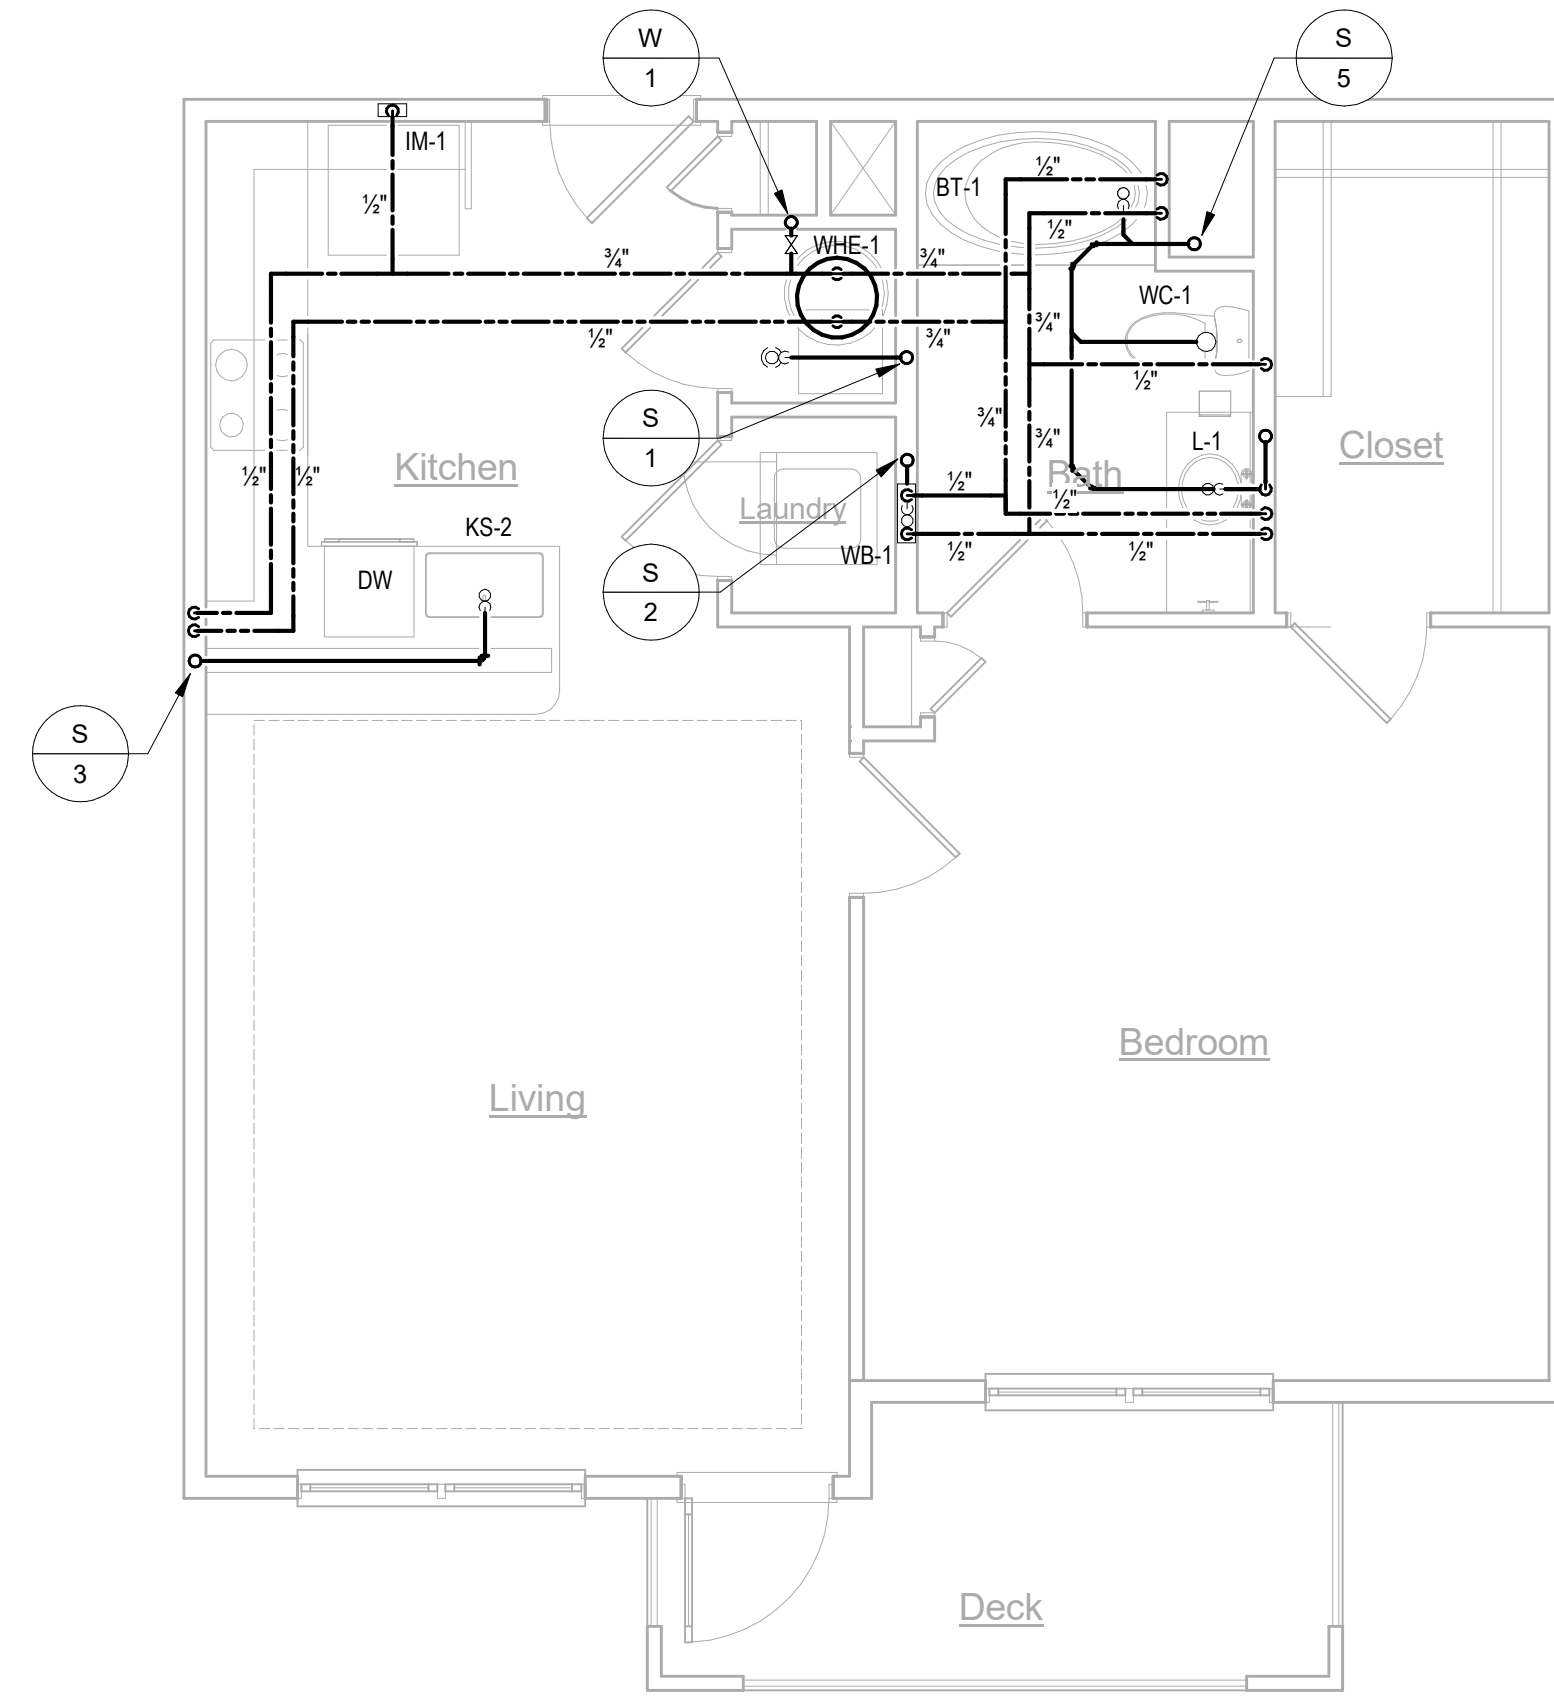 W
1
S
5
IM-1
½"
BT-1
½"
½"
WHE-1
¾"
¾"
WC-1
¾"
½"
¾"
½"
S
1
¾"
¾"
L-1
Closet
Kitchen
½"
½"
Bath
½"
½"
Laundry
KS-2
WB-1
½"
½"
DW
S
2
S
3
Bedroom
Living
Deck